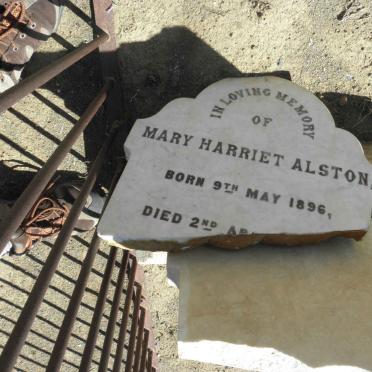 IN LOVING MEMORY
OF
MARY HARRIET ALSTON,
BORN 9TH MAY 1896,
DIED 2ND